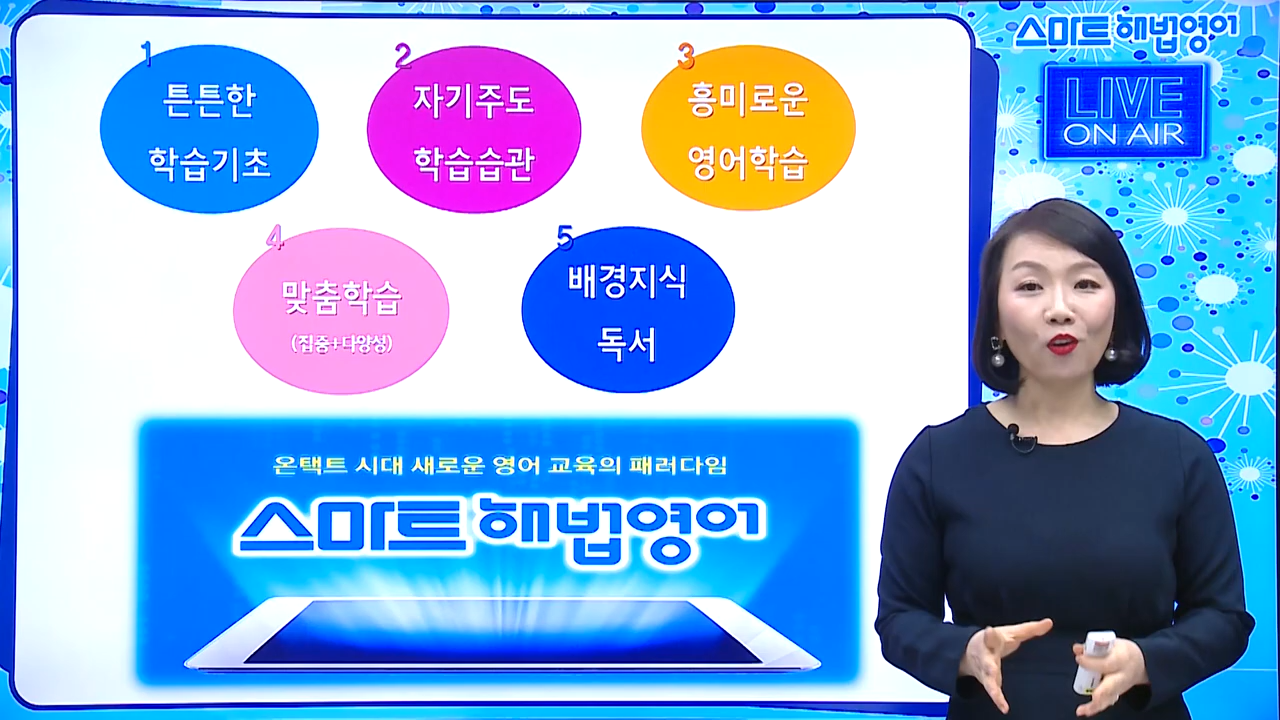 스마트 해법영어
LIVE
ON AIR
1
튼튼한
학습기초
2
자기주도
학습습관
3
흥미로운
영어학습
4
맞춤학습
(집중+다양성)
5
배경지식
독서
온택트 시대 새로운 영어 교육의 패러다임
스마트 해법영어